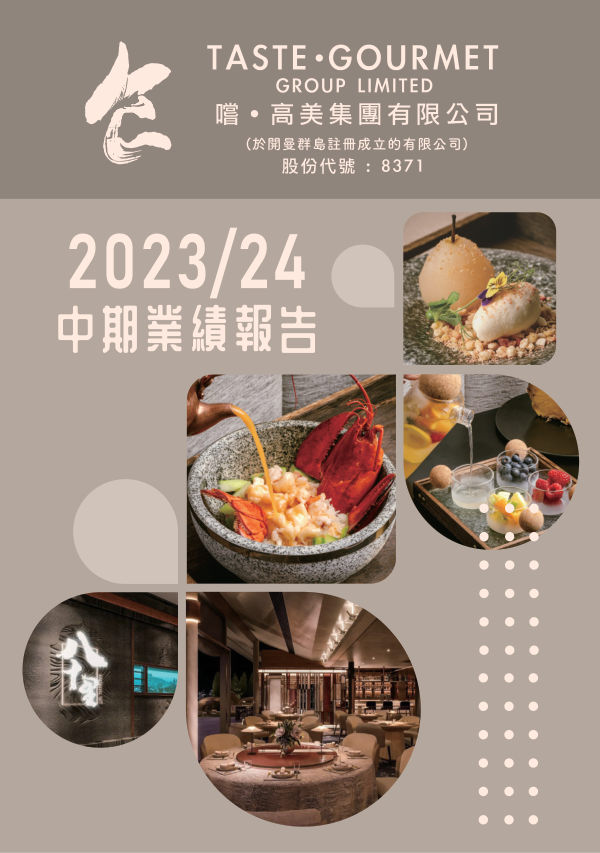 TASTE•GOURMET
GROUP LIMITED
嚐•高美集團有限公司
(於開曼群島註冊成立的有限公司)
股份代號 : 8371
2023/24
中期業績報告